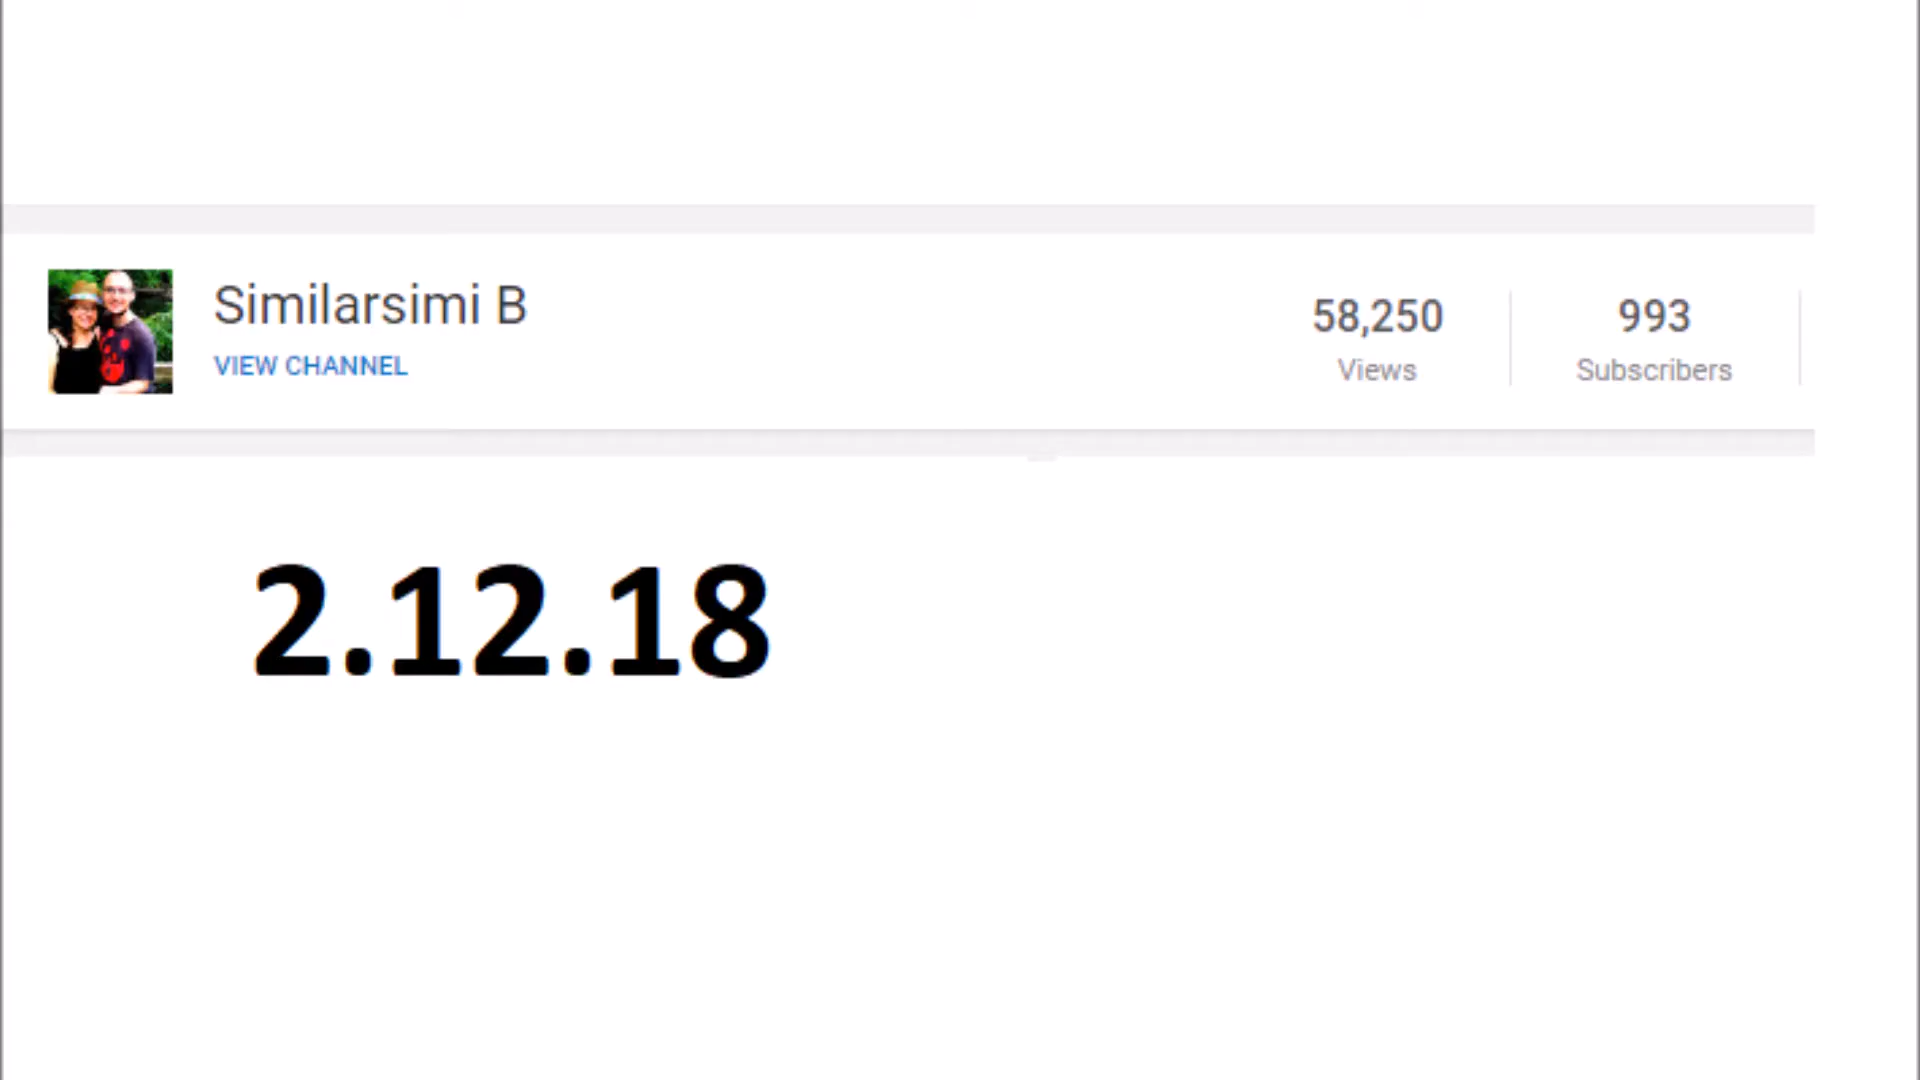 Similarsimi B
VIEW CHANNEL
58,250
Views
993
Subscribers
2.12.18